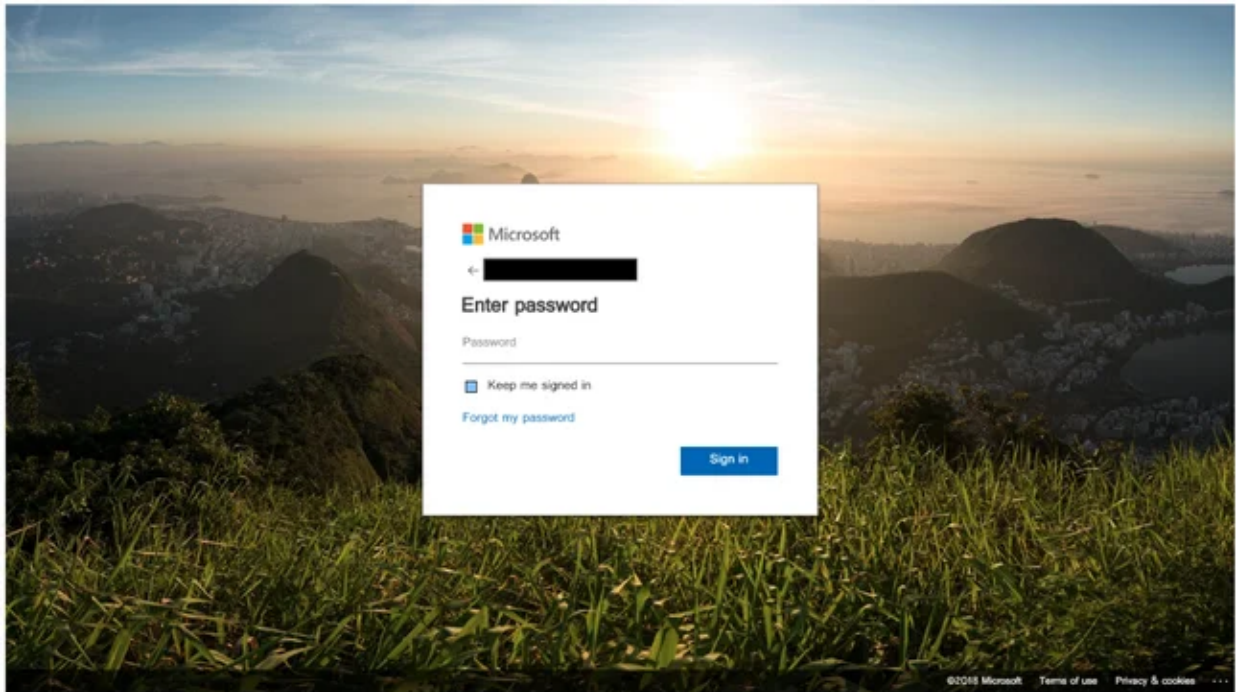 Microsoft
←
Enter password
Password
Keep me signed in
Forgot my password
Sign in
©2018 Microsoft Terms of use Privacy & cookies ...